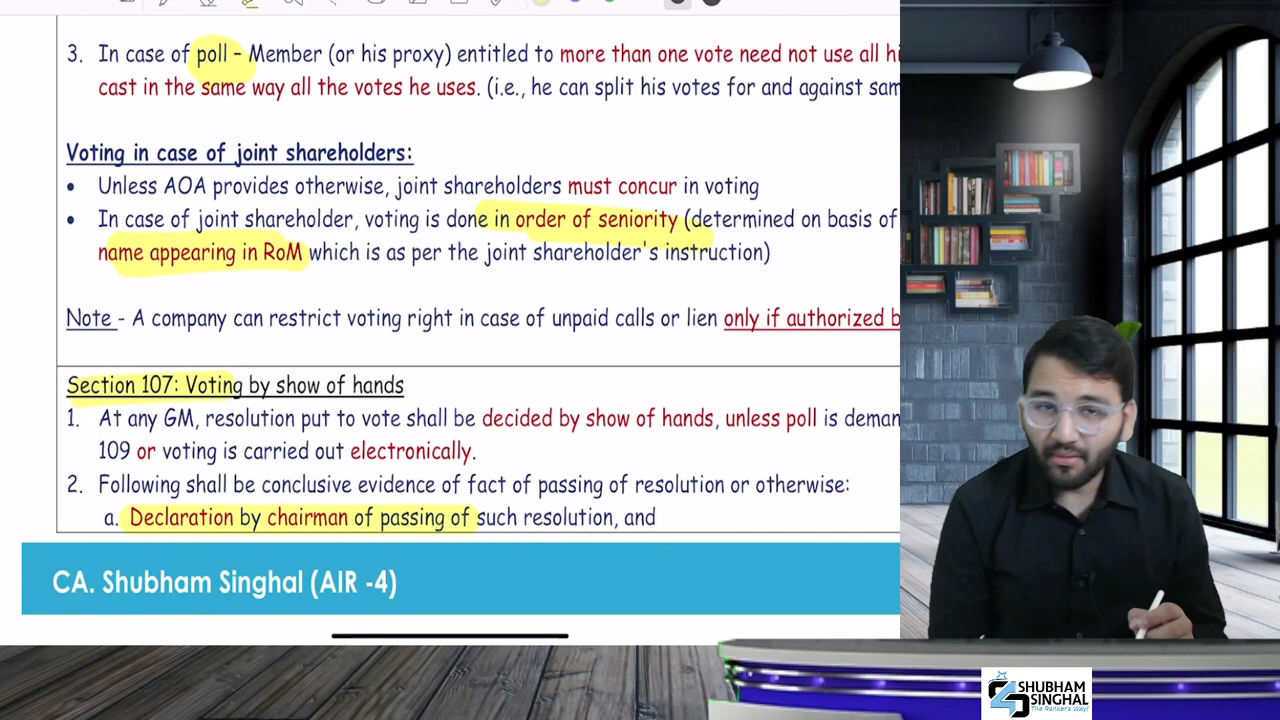 3. In case of poll – Member (or his proxy) entitled to more than one vote need not use all hi
cast in the same way all the votes he uses. (i.e., he can split his votes for and against sam
Voting in case of joint shareholders:
• Unless AOA provides otherwise, joint shareholders must concur in voting
• In case of joint shareholder, voting is done in order of seniority (determined on basis of
name appearing in RoM which is as per the joint shareholder's instruction)
Note - A company can restrict voting right in case of unpaid calls or lien only if authorized b
Section 107: Voting by show of hands
1. At any GM, resolution put to vote shall be decided by show of hands, unless poll is deman
109 or voting is carried out electronically.
2. Following shall be conclusive evidence of fact of passing of resolution or otherwise:
a. Declaration by chairman of passing of such resolution, and
CA. Shubham Singhal (AIR -4)
SHUBHAM
SINGHAL
The Ranker's Way!